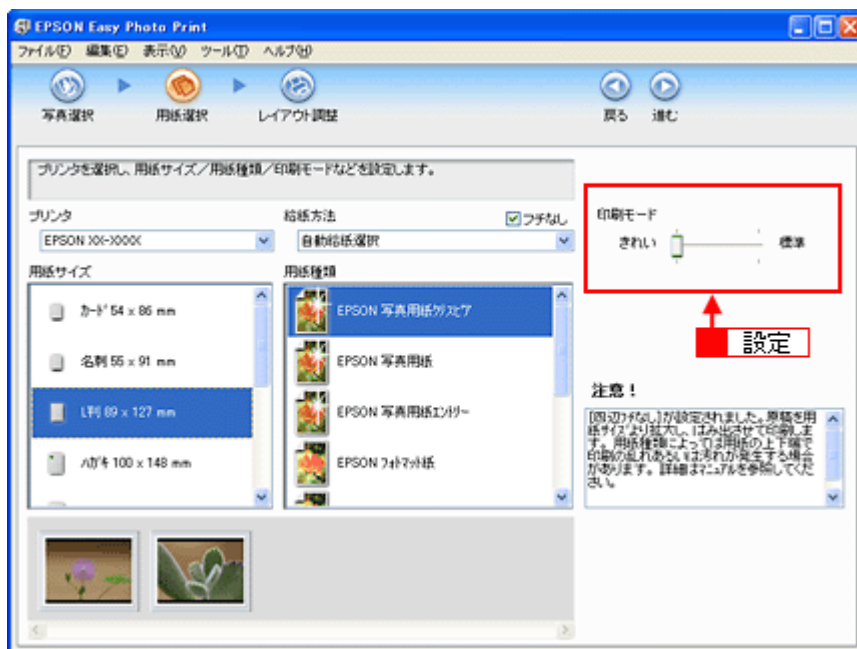 EPSON Easy Photo Print
ファイル(F) 編集(E) 表示(V) ツール(T) ヘルプ(H)
写真選択 用紙選択 レイアウト調整 戻る 進む
プリンタを選択し、用紙サイズ／用紙種類／印刷モードなどを設定します。
プリンタ
EPSON XX-XXXX
給紙方法
フチなし
自動給紙選択
用紙サイズ
カード 54 x 86 mm
名刺 55 x 91 mm
L判 89 x 127 mm
ハガキ 100 x 148 mm
用紙種類
EPSON 写真用紙クリスピア
EPSON 写真用紙
EPSON 写真用紙エントリー
EPSON フォトマット紙
印刷モード
きれい 標準
設定
注意！
[四辺フチなし]が設定されました。原稿を用
紙サイズより拡大し、はみ出させて印刷しま
す。用紙種類によっては用紙の上下端で
印刷の乱れあるいは汚れが発生する場合
があります。詳細はマニュアルを参照してくだ
さい。